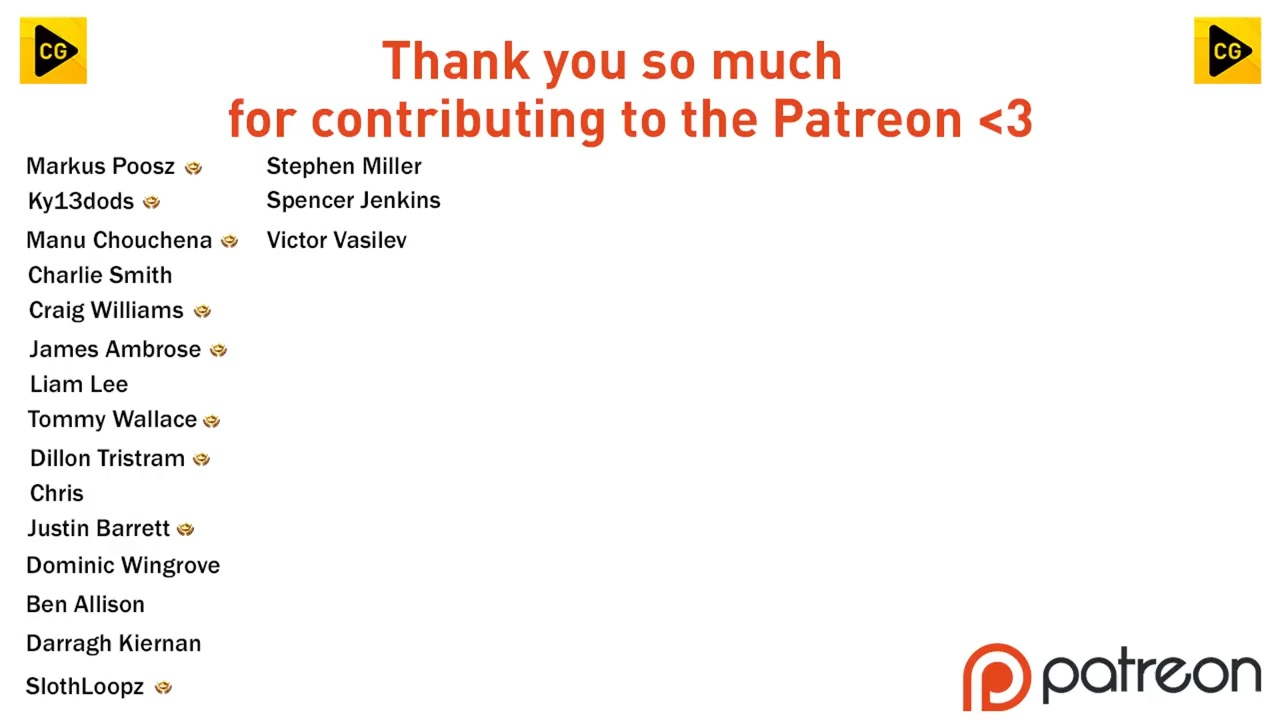 CG
CG
Thank you so much
for contributing to the Patreon <3
Markus Poosz
Ky13dods
Manu Chouchena
Charlie Smith
Craig Williams
James Ambrose
Liam Lee
Tommy Wallace
Dillon Tristram
Chris
Justin Barrett
Dominic Wingrove
Ben Allison
Darragh Kiernan
SlothLoopz
Stephen Miller
Spencer Jenkins
Victor Vasilev
patreon